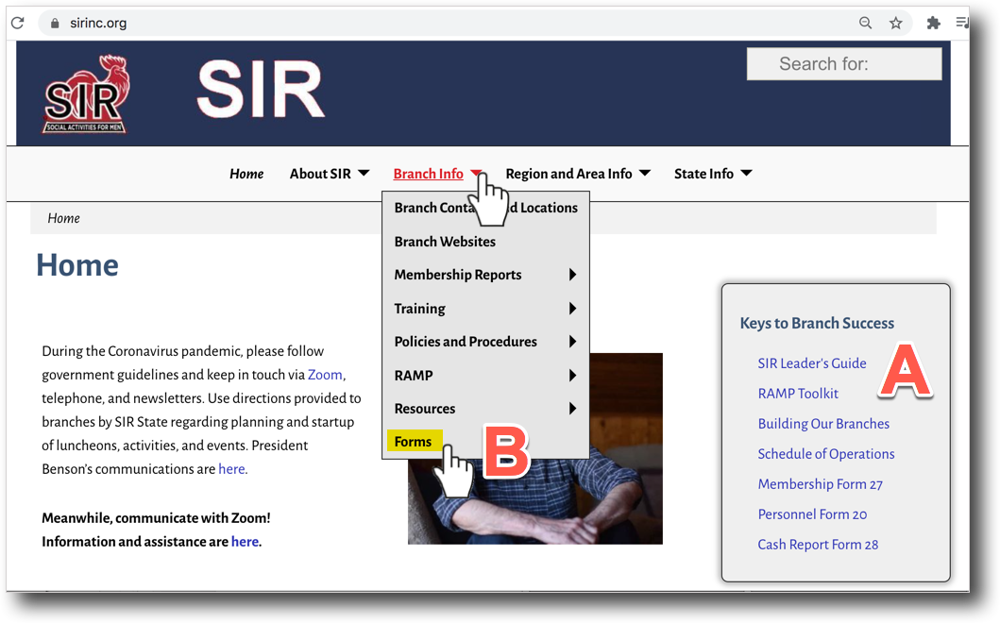 sirinc.org
SIR
SOCIAL ACTIVITIES FOR MEN
SIR
Search for:
Home
About SIR
Branch Info
Region and Area Info
State Info
Home
Home
Branch Conta d Locations
Branch Websites
Membership Reports
Training
Policies and Procedures
RAMP
Resources
Forms
B
During the Coronavirus pandemic, please follow
government guidelines and keep in touch via Zoom,
telephone, and newsletters. Use directions provided to
branches by SIR State regarding planning and startup
of luncheons, activities, and events. President
Benson's communications are here.
Meanwhile, communicate with Zoom!
Information and assistance are here.
Keys to Branch Success
A
SIR Leader's Guide
RAMP Toolkit
Building Our Branches
Schedule of Operations
Membership Form 27
Personnel Form 20
Cash Report Form 28